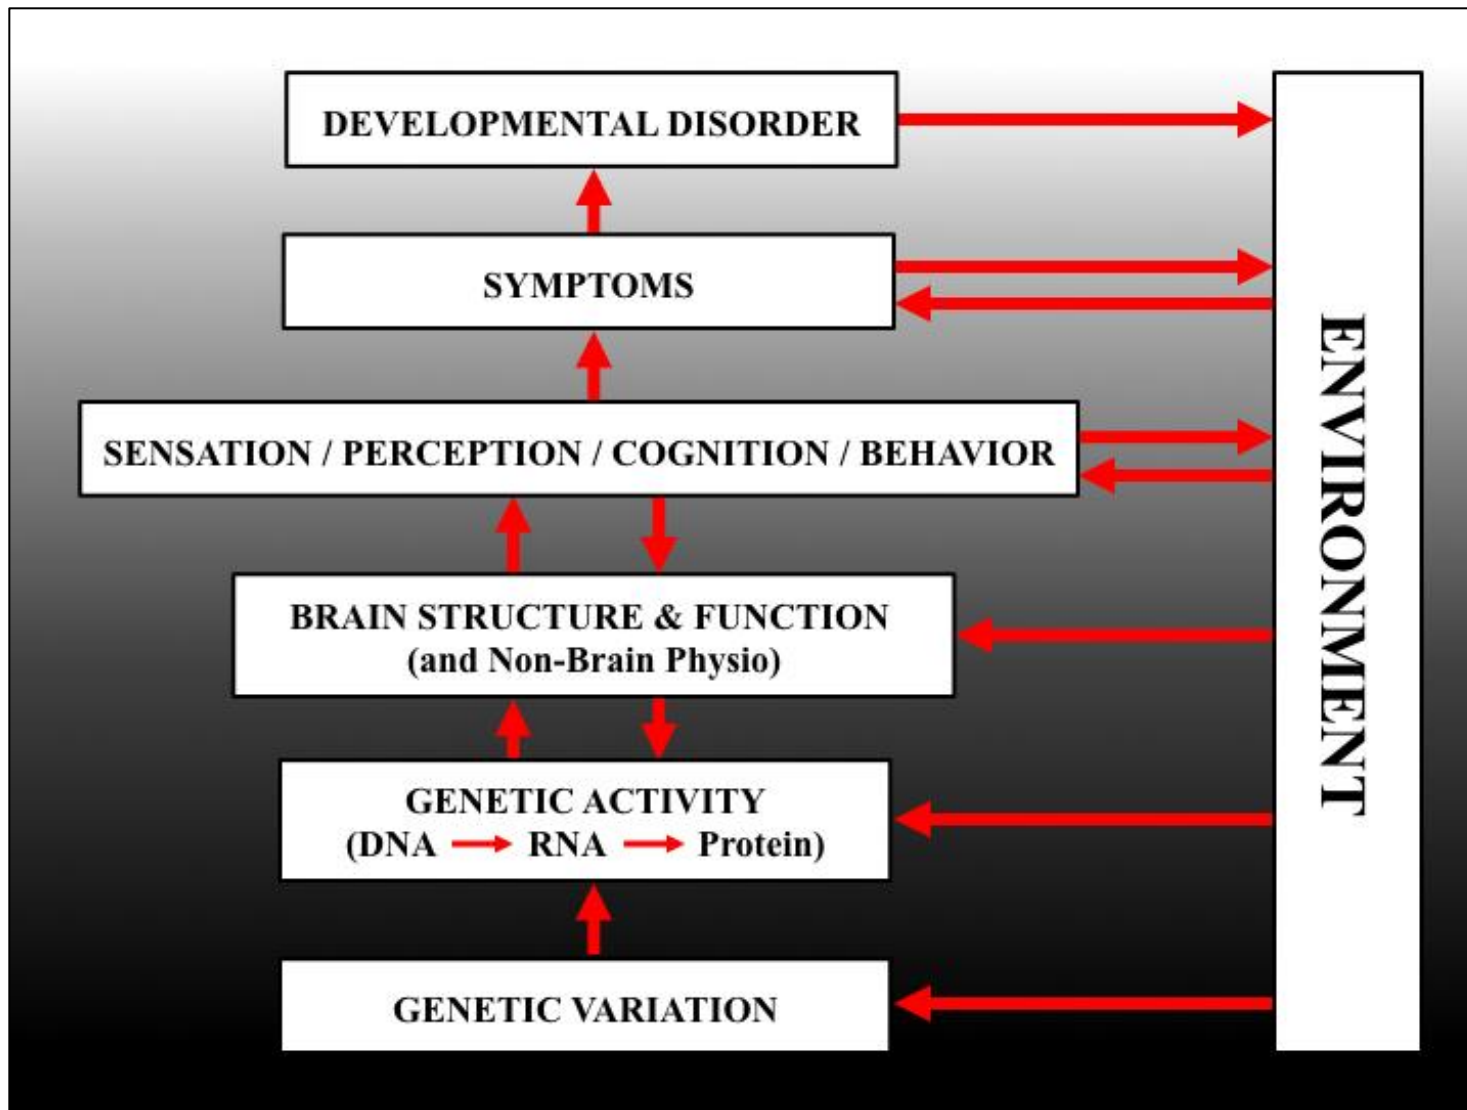 DEVELOPMENTAL DISORDER
SYMPTOMS
SENSATION / PERCEPTION / COGNITION / BEHAVIOR
BRAIN STRUCTURE & FUNCTION
(and Non-Brain Physio)
GENETIC ACTIVITY
(DNA → RNA → Protein)
GENETIC VARIATION
ENVIRONMENT